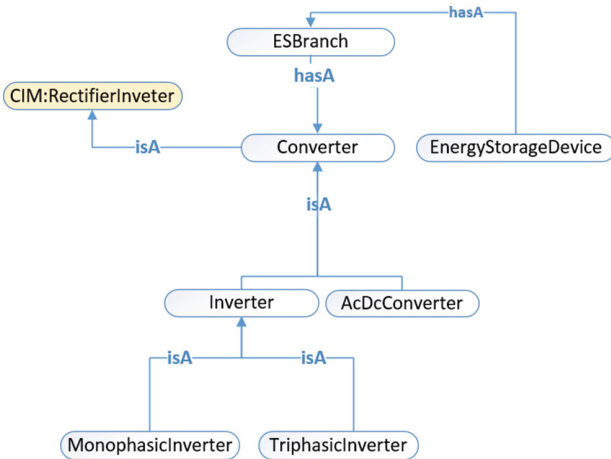 hasA
ESBranch
hasA
CIM:RectifierInveter
isA
Converter
EnergyStorageDevice
isA
Inverter
AcDcConverter
isA
isA
MonophasicInverter
TriphasicInverter